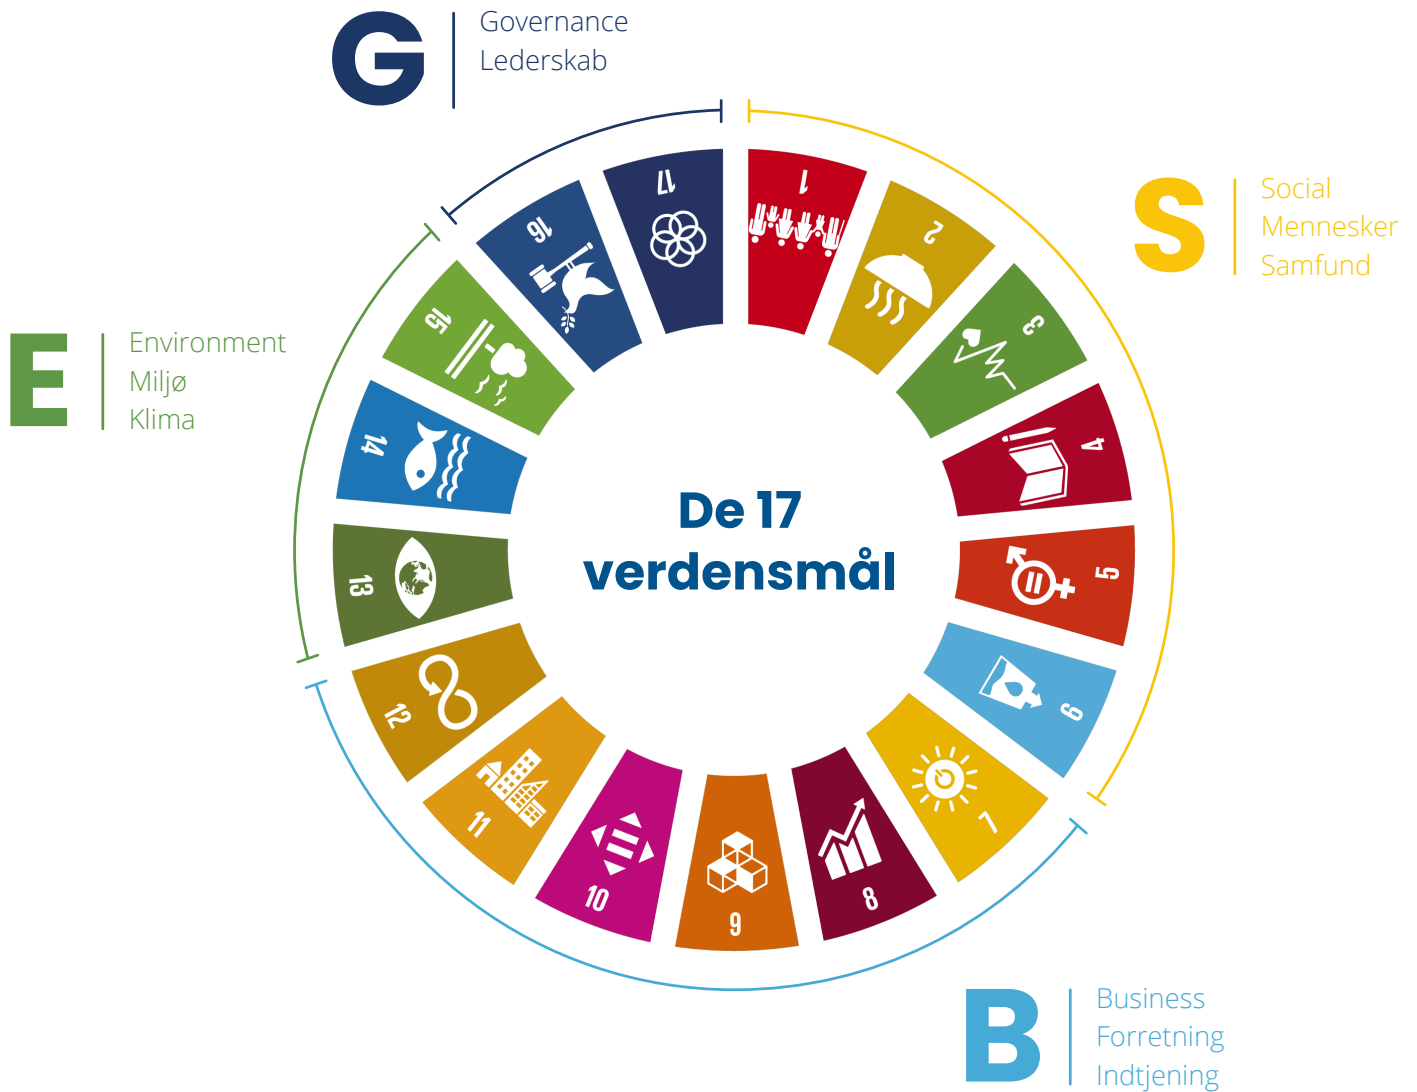 G
Governance
Lederskab
S
Social
Mennesker
Samfund
E
Environment
Miljø
Klima
De 17
verdensmål
1
2
3
4
5
6
7
8
9
10
11
12
13
14
15
16
17
B
Business
Forretning
Indtjening